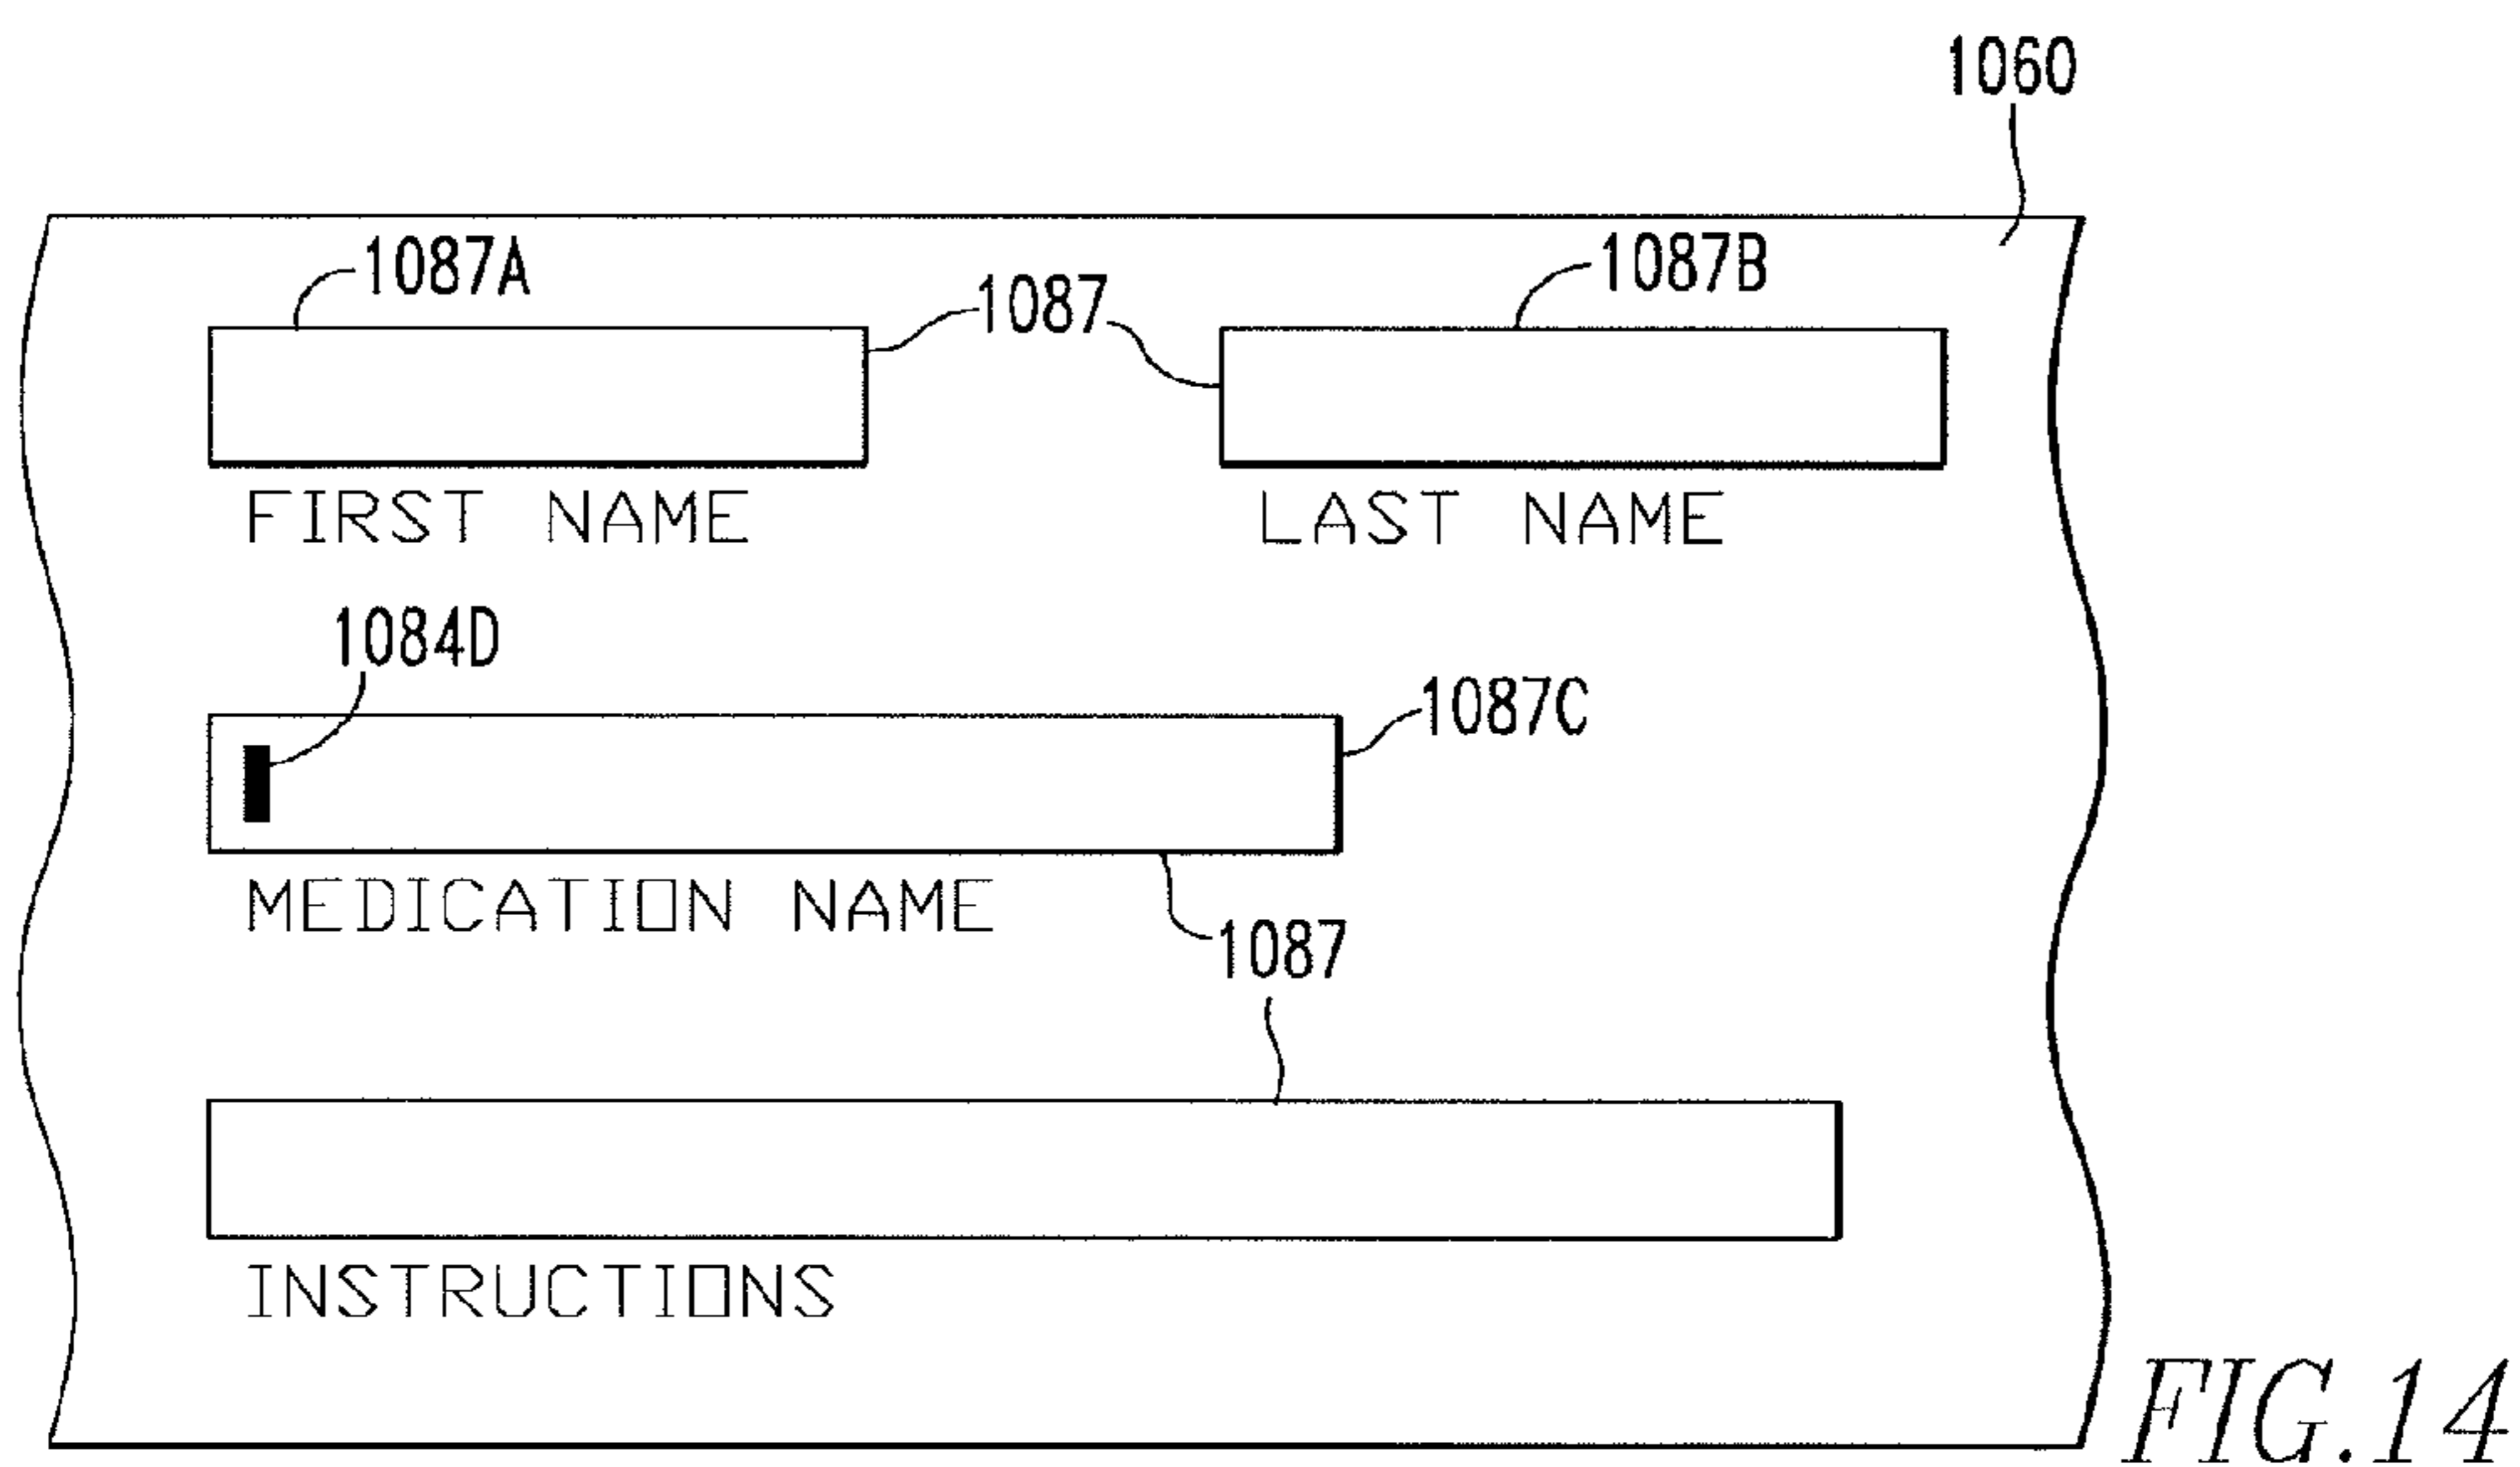 1060
1087A 1087 1087B
FIRST NAME LAST NAME
1084D
1087C
MEDICATION NAME
1087
INSTRUCTIONS
FIG.14